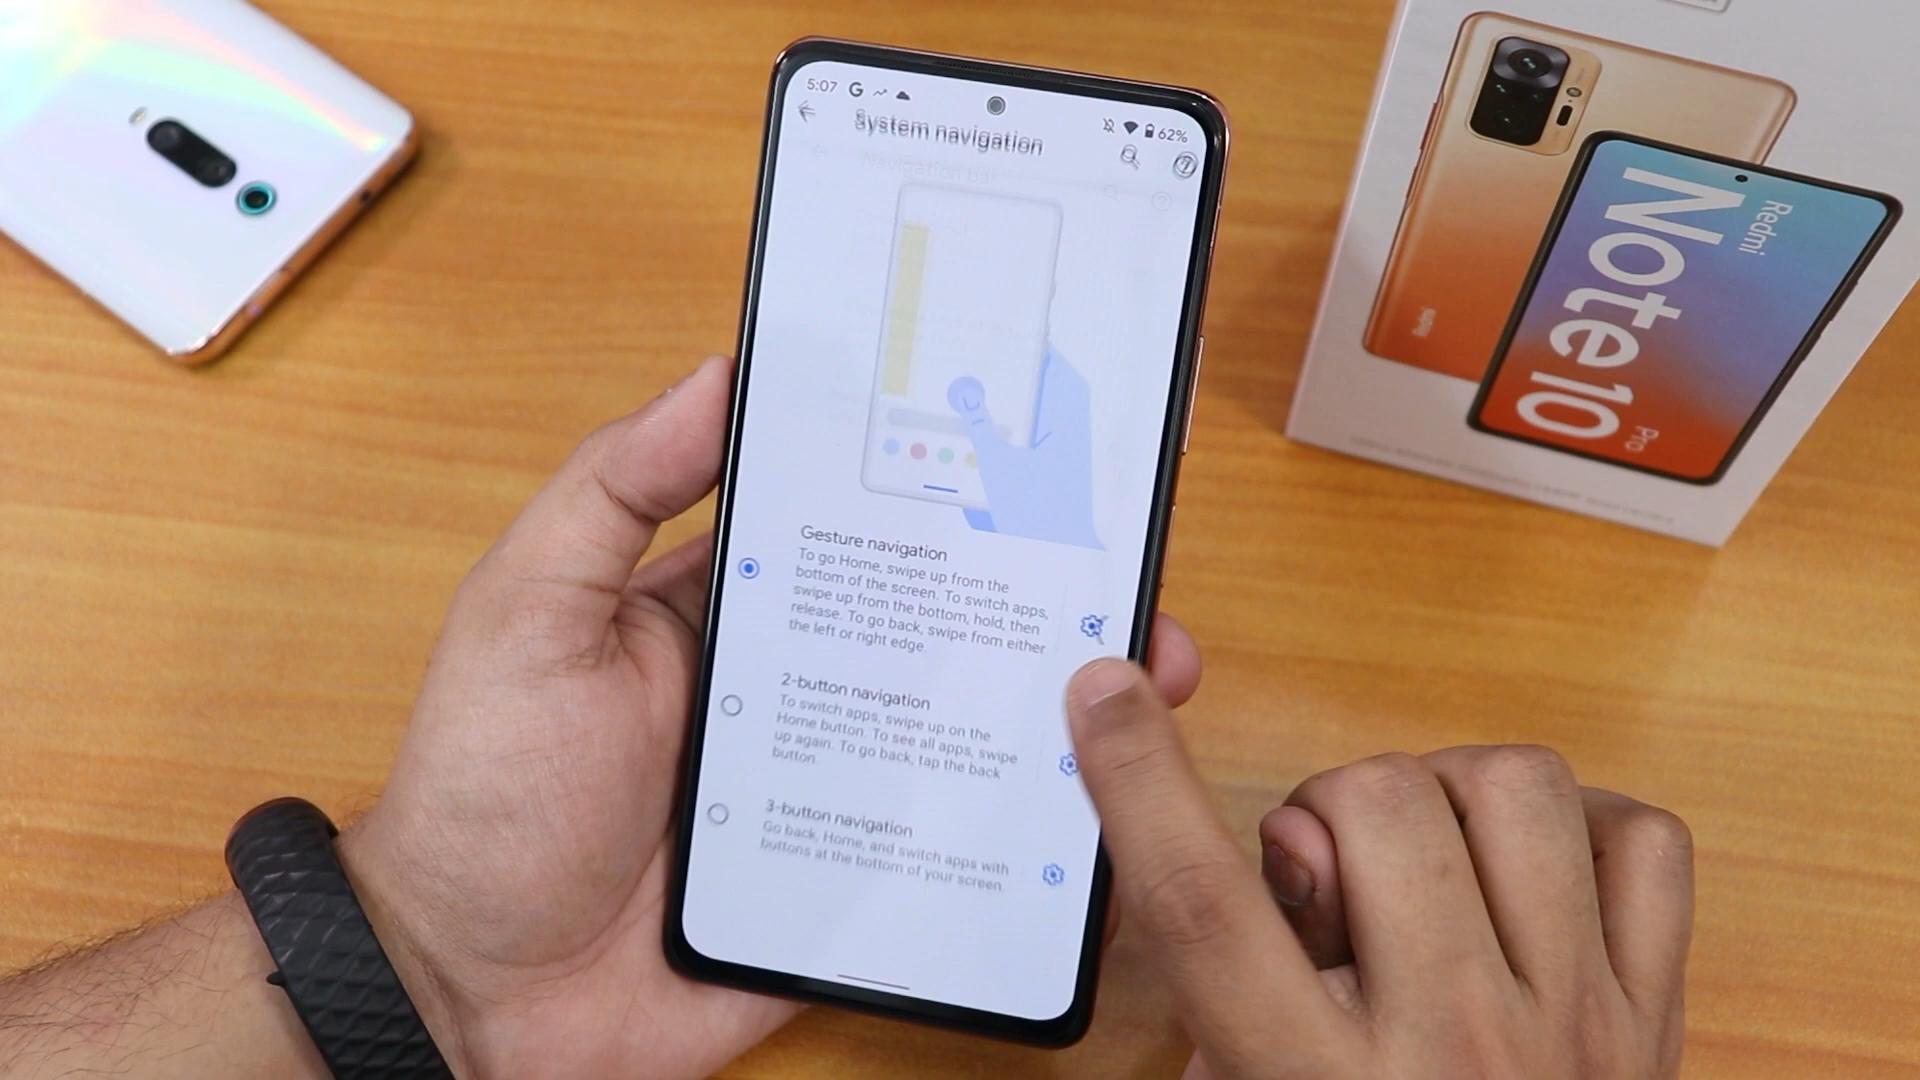 5:07 G 62%
System navigation
Navigation bar
Gesture navigation
To go Home, swipe up from the
bottom of the screen. To switch apps,
swipe up from the bottom, hold, then
release. To go back, swipe from either
the left or right edge.
2-button navigation
To switch apps, swipe up on the
Home button. To see all apps, swipe
up again. To go back, tap the back
button.
3-button navigation
Go back, Home, and switch apps with
buttons at the bottom of your screen.
Redmi
Note 10
Pro
Redmi